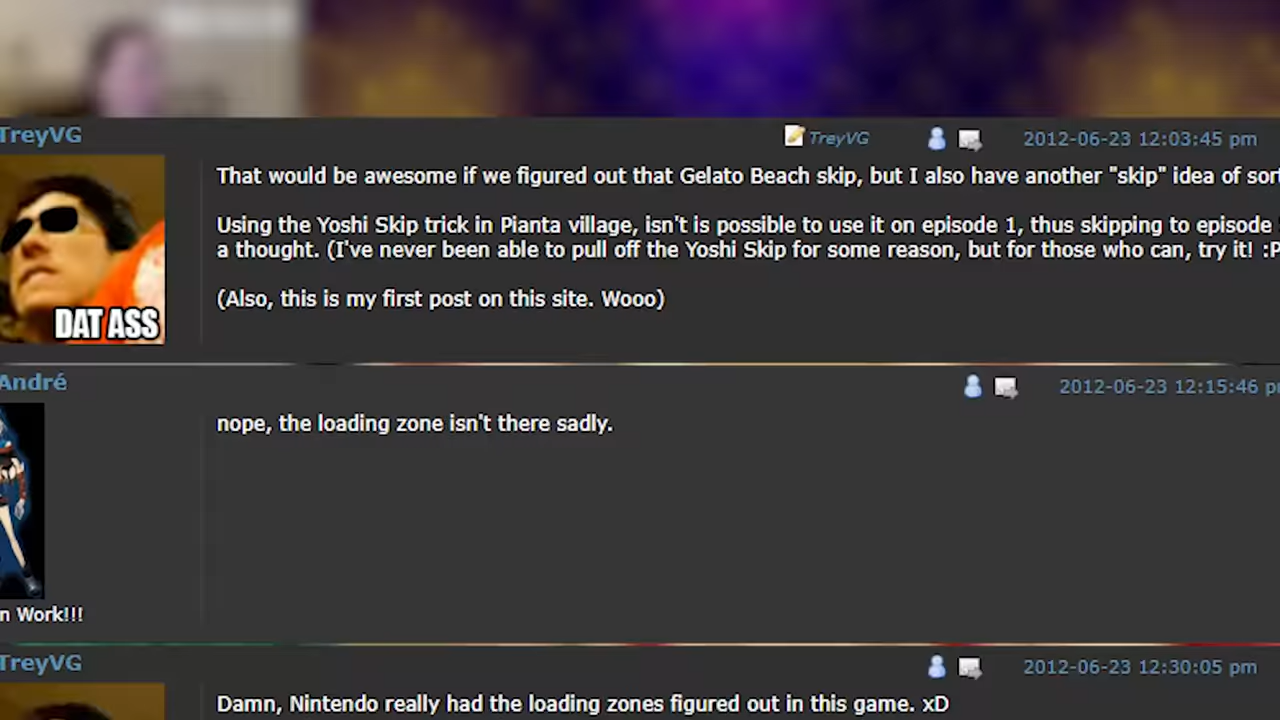 TreyVG
TreyVG
2012-06-23 12:03:45 pm
That would be awesome if we figured out that Gelato Beach skip, but I also have another "skip" idea of sort
Using the Yoshi Skip trick in Pianta village, isn't is possible to use it on episode 1, thus skipping to episode
a thought. (I've never been able to pull off the Yoshi Skip for some reason, but for those who can, try it! :P
(Also, this is my first post on this site. Wooo)
DAT ASS
André
2012-06-23 12:15:46 p
nope, the loading zone isn't there sadly.
n Work!!!
TreyVG
2012-06-23 12:30:05 pm
Damn, Nintendo really had the loading zones figured out in this game. xD